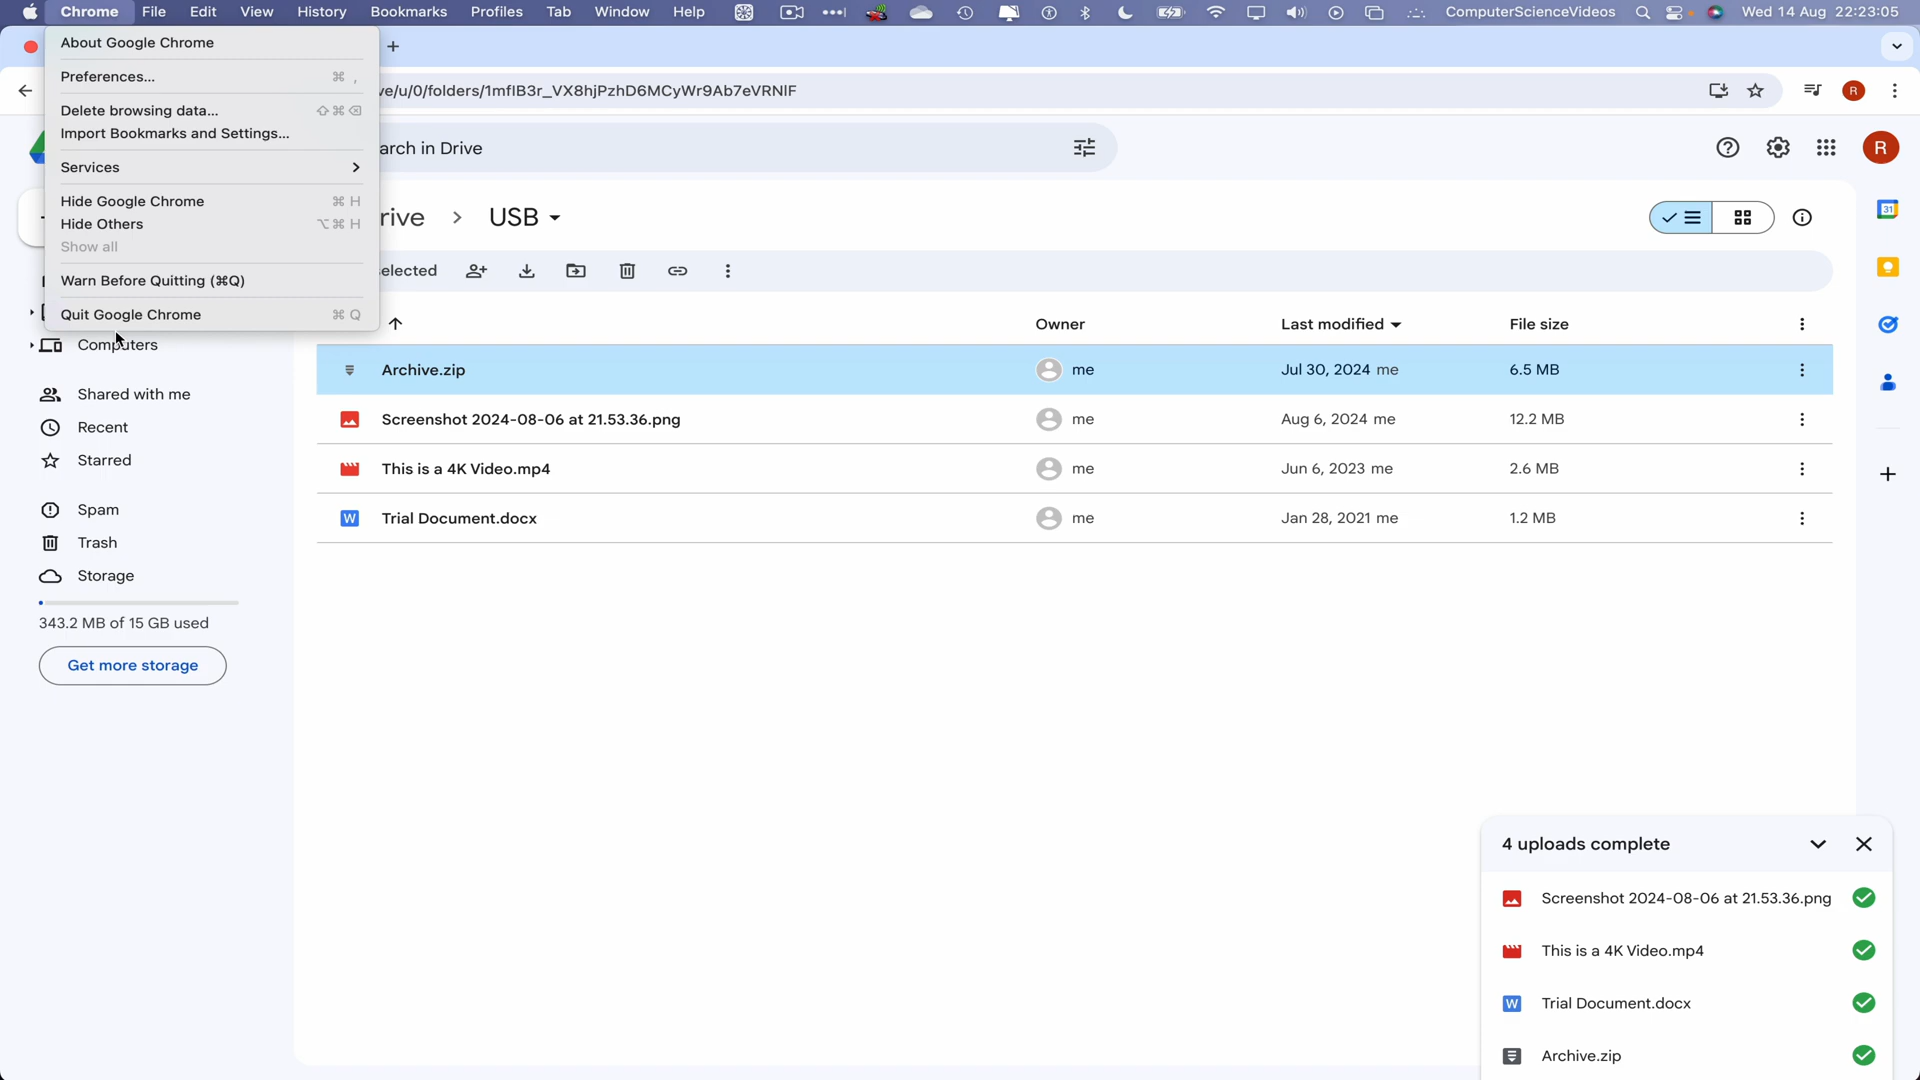 Chrome File Edit View History Bookmarks Profiles Tab Window Help ComputerScienceVideos Wed 14 Aug 22:23:05
About Google Chrome
Preferences... ⌘ ,
Delete browsing data... ⇧⌘⌫
Import Bookmarks and Settings...
Services
Hide Google Chrome ⌘ H
Hide Others ⌥⌘ H
Show all
Warn Before Quitting (⌘Q)
Quit Google Chrome ⌘ Q
ve/u/0/folders/1mfIB3r_VX8hjPzhD6MCyWr9Ab7eVRNlF
R
arch in Drive
R
rive > USB
31
elected
Owner Last modified File size
Archive.zip me Jul 30, 2024 me 6.5 MB
Screenshot 2024-08-06 at 21.53.36.png me Aug 6, 2024 me 12.2 MB
This is a 4K Video.mp4 me Jun 6, 2023 me 2.6 MB
W Trial Document.docx me Jan 28, 2021 me 1.2 MB
Computers
Shared with me
Recent
Starred
Spam
Trash
Storage
343.2 MB of 15 GB used
Get more storage
4 uploads complete
Screenshot 2024-08-06 at 21.53.36.png
This is a 4K Video.mp4
W Trial Document.docx
Archive.zip